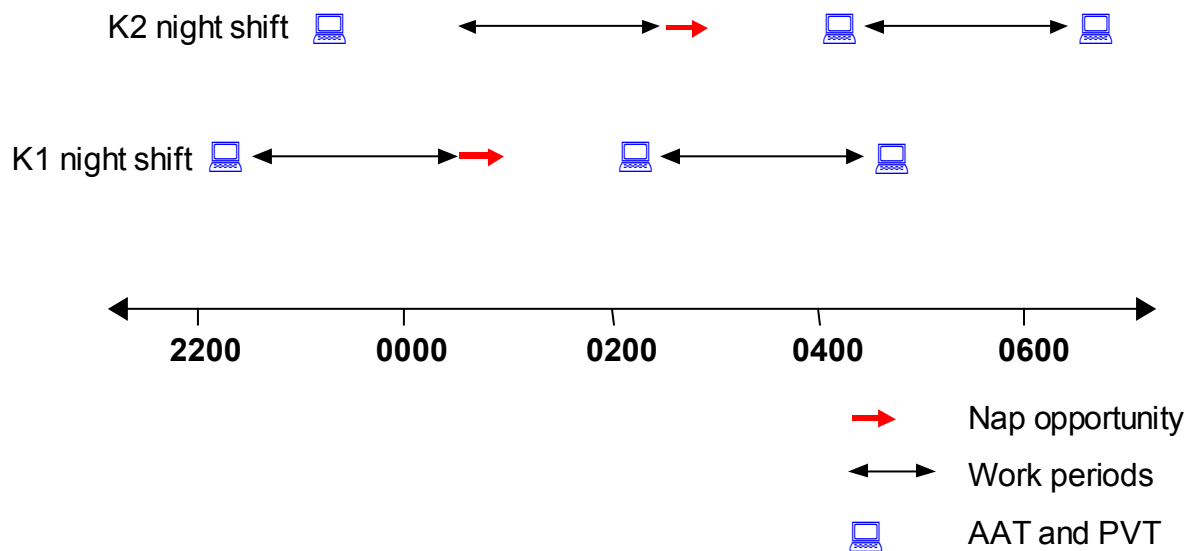 K2 night shift
K1 night shift
2200 0000 0200 0400 0600
Nap opportunity
Work periods
AAT and PVT